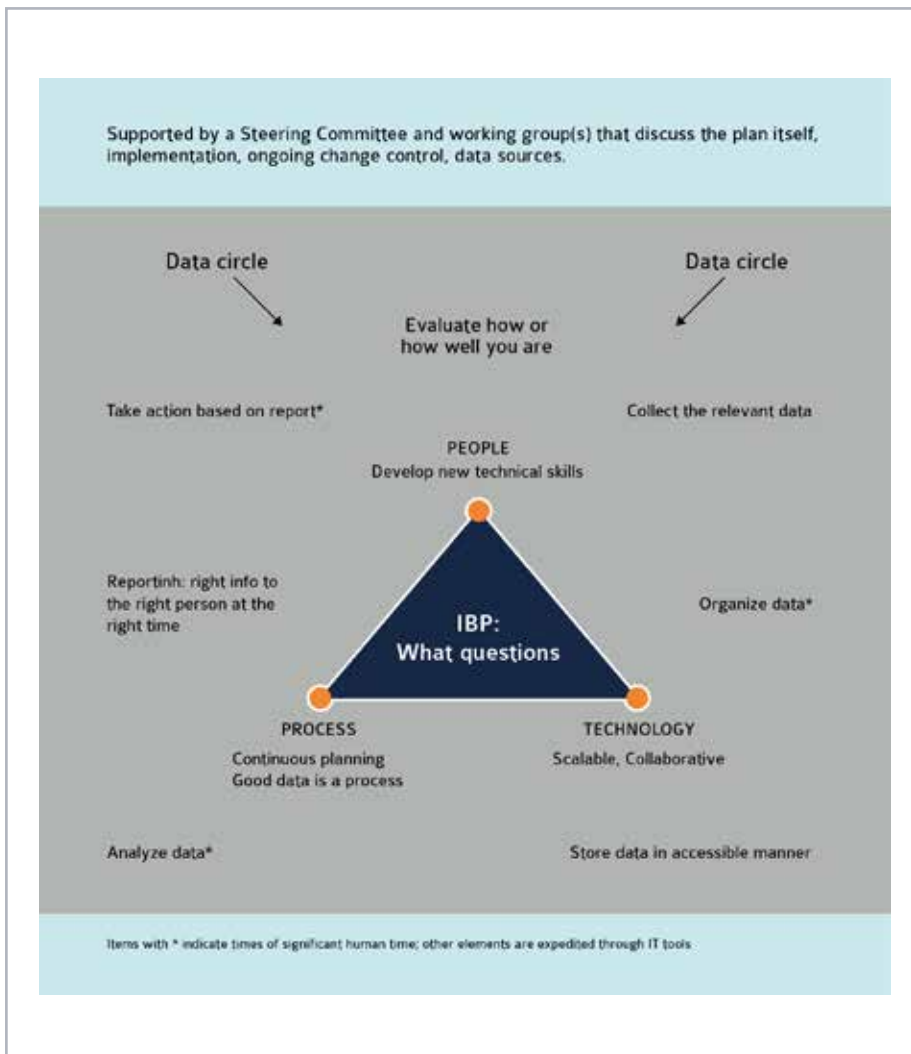 Supported by a Steering Committee and working group(s) that discuss the plan itself,
implementation, ongoing change control, data sources.
Data circle
Data circle
Evaluate how or
how well you are
Take action based on report*
Collect the relevant data
PEOPLE
Develop new technical skills
Reportinh: right info to
the right person at the
right time
Organize data*
IBP:
What questions
PROCESS
Continuous planning
Good data is a process
TECHNOLOGY
Scalable, Collaborative
Analyze data*
Store data in accessible manner
Items with * indicate times of significant human time; other elements are expedited through IT tools